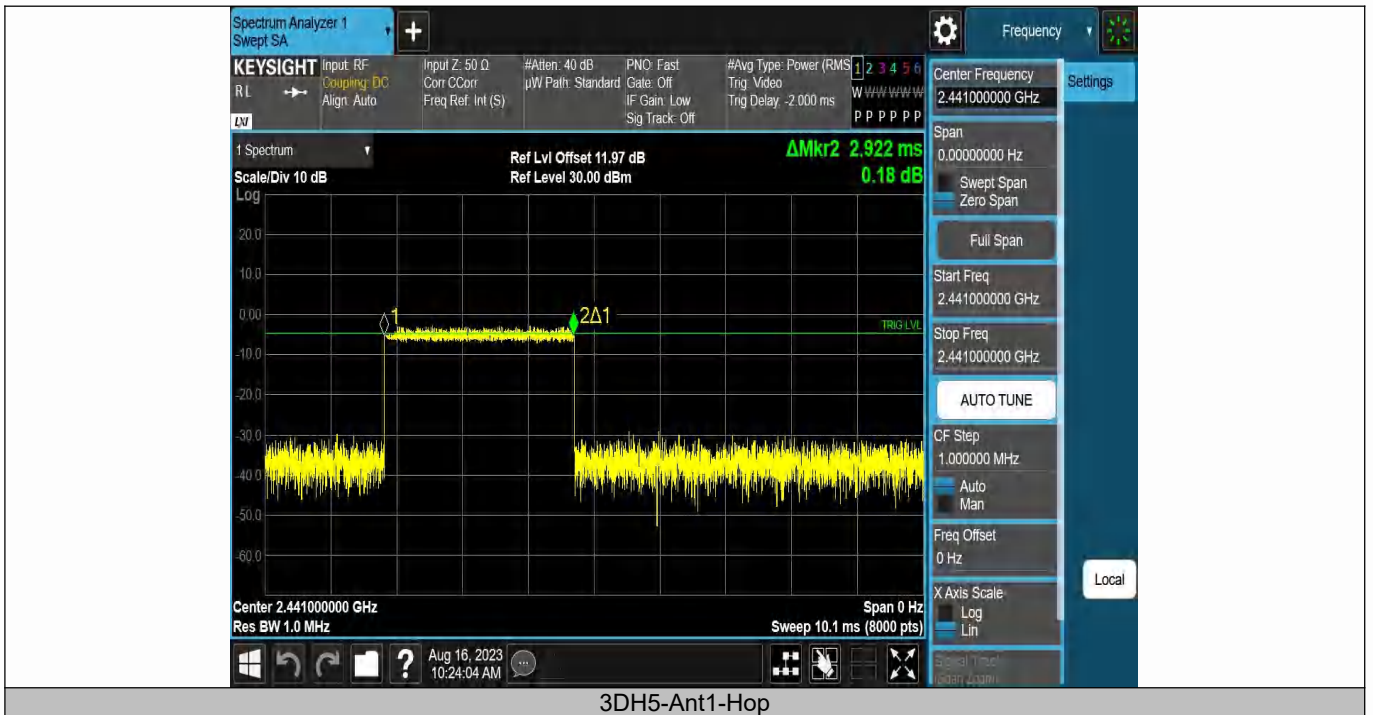 Spectrum Analyzer 1
Swept SA
+
Frequency
KEYSIGHT
RL
LXI
Input: RF
Coupling: DC
Align: Auto
Input Z: 50 Ω
Corr CCorr
Freq Ref: Int (S)
#Atten: 40 dB
µW Path: Standard
PNO: Fast
Gate: Off
IF Gain: Low
Sig Track: Off
#Avg Type: Power (RMS
Trig: Video
Trig Delay: -2.000 ms
1 2 3 4 5 6
W W W W W W
P P P P P P
1 Spectrum
Scale/Div 10 dB
Log
Ref Lvl Offset 11.97 dB
Ref Level 30.00 dBm
ΔMkr2 2.922 ms
0.18 dB
20.0
10.0
0.00
-10.0
-20.0
-30.0
-40.0
-50.0
-60.0
1
2Δ1
TRIG LVL
Center 2.441000000 GHz
Res BW 1.0 MHz
Span 0 Hz
Sweep 10.1 ms (8000 pts)
?
Aug 16, 2023
10:24:04 AM
Center Frequency
2.441000000 GHz
Settings
Span
0.00000000 Hz
Swept Span
Zero Span
Full Span
Start Freq
2.441000000 GHz
Stop Freq
2.441000000 GHz
AUTO TUNE
CF Step
1.000000 MHz
Auto
Man
Freq Offset
0 Hz
X Axis Scale
Log
Lin
Local
Signal Track
(Span Zoom)
3DH5-Ant1-Hop